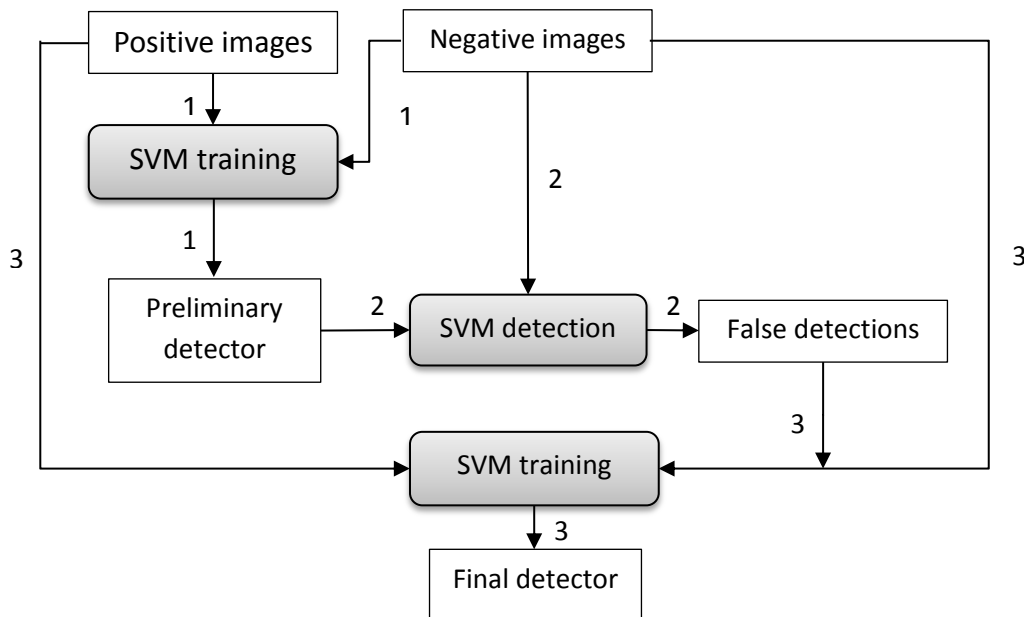 Positive images
Negative images
1
1
SVM training
2
1
3
3
Preliminary
detector
2
SVM detection
2
False detections
3
SVM training
3
Final detector